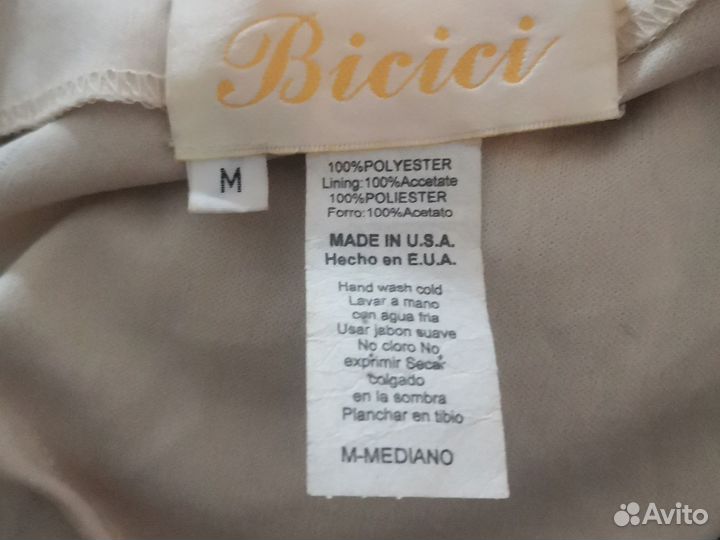 Bicici
M
100%POLYESTER
Lining:100%Accetate
100%POLIESTER
Forro:100%Acetato
MADE IN U.S.A.
Hecho en E.U.A.
Hand wash cold
Lavar a mano
con agua fria
Usar jabon suave
No cloro No
exprimir Secar
colgado
en la sombra
Planchar en tibio
M-MEDIANO
Avito